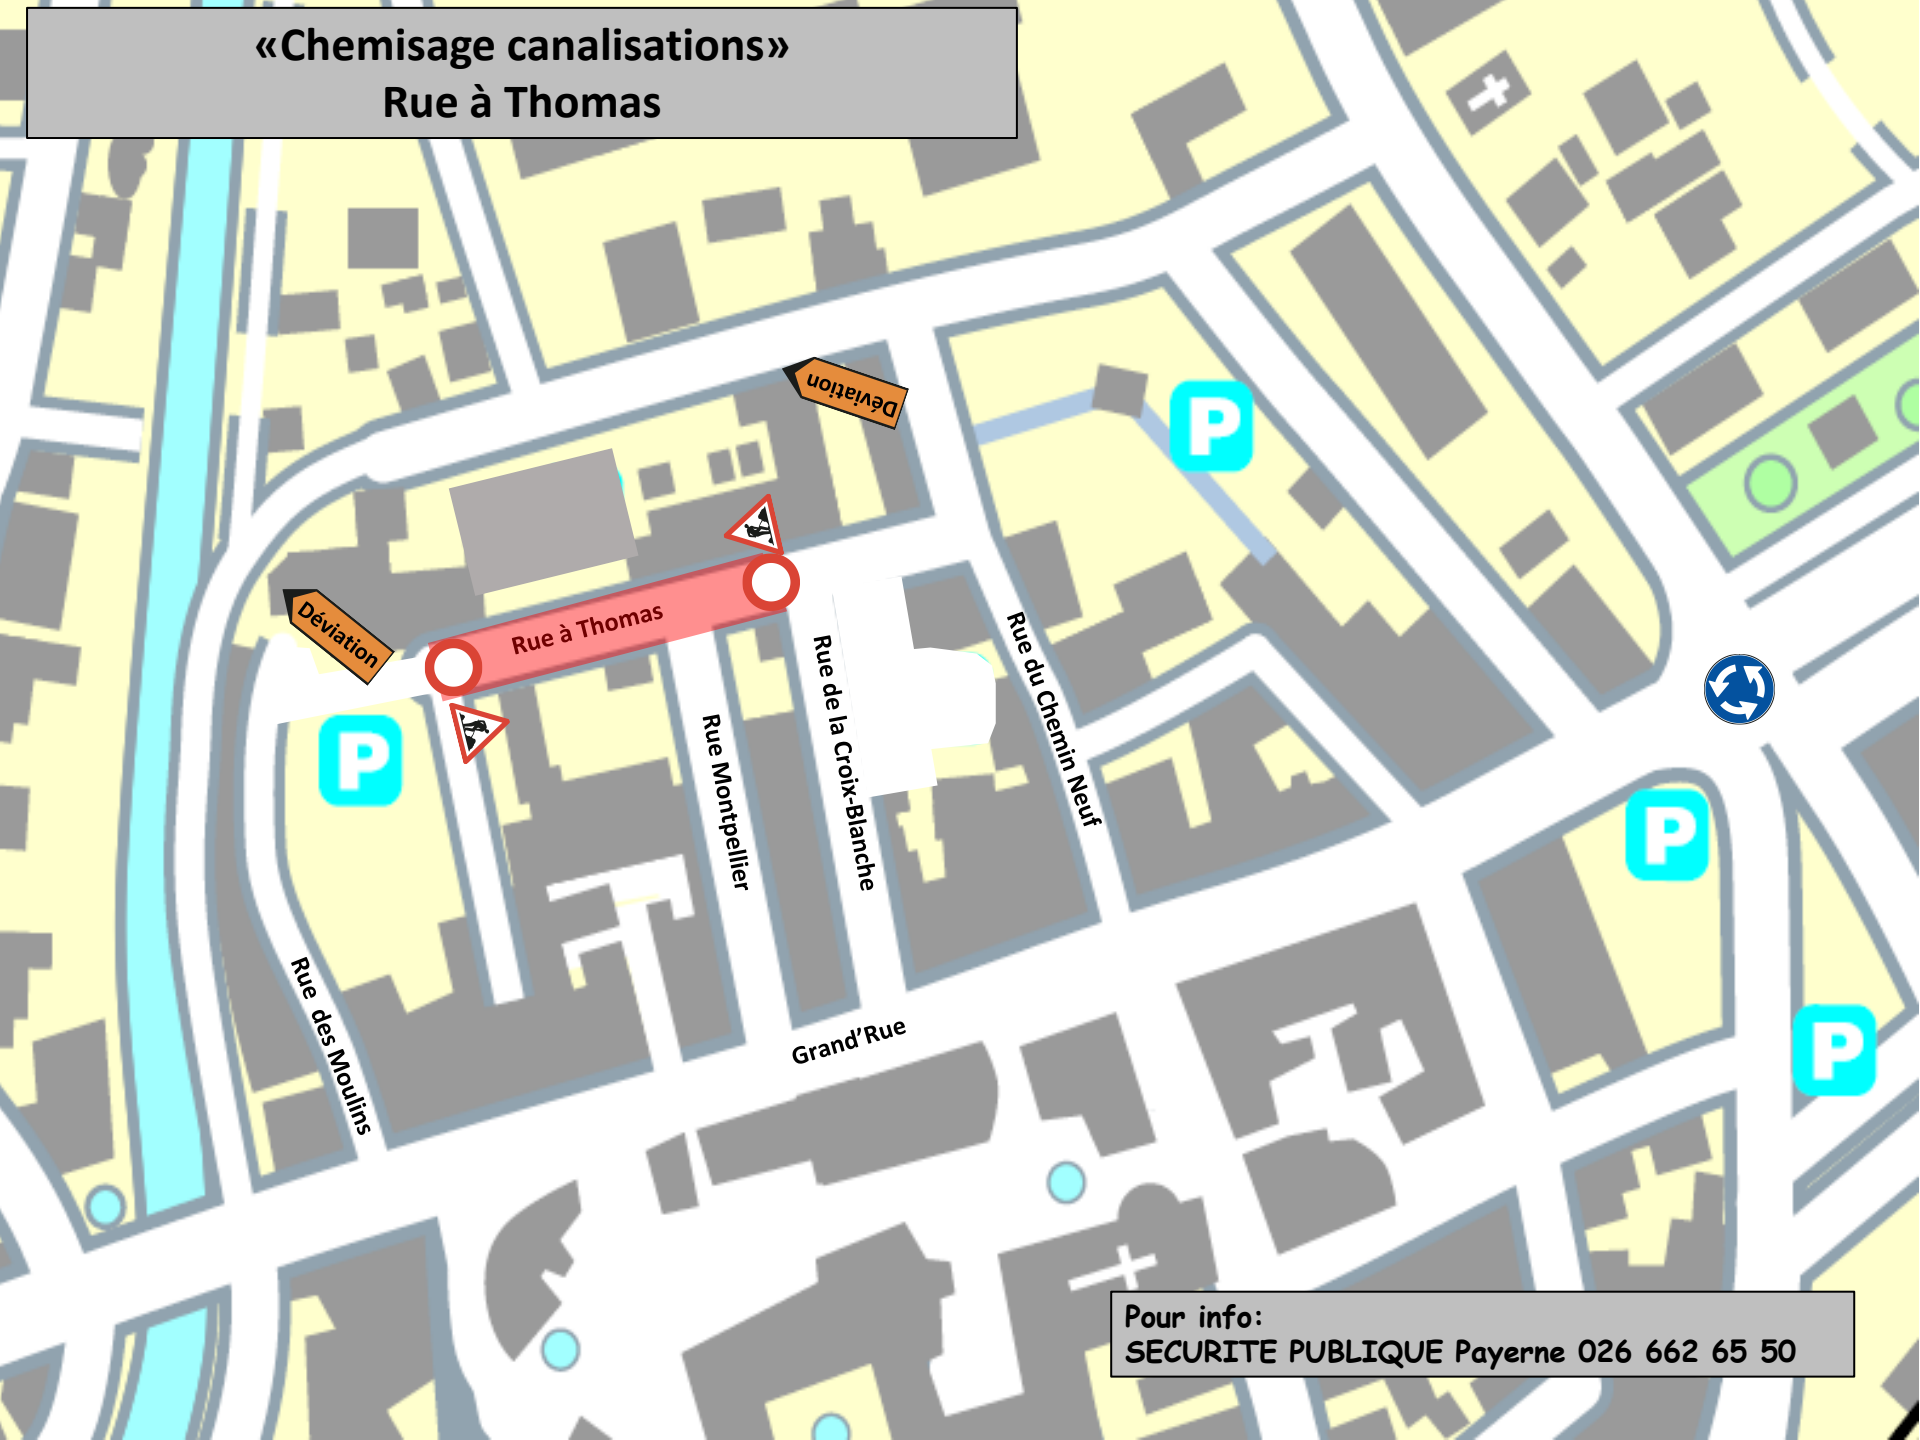 «Chemisage canalisations»
Rue à Thomas
Déviation
P
Déviation
Rue à Thomas
P
Rue Montpellier
Rue de la Croix-Blanche
Rue du Chemin Neuf
P
Rue des Moulins
Grand’Rue
P
Pour info:
SECURITE PUBLIQUE Payerne 026 662 65 50